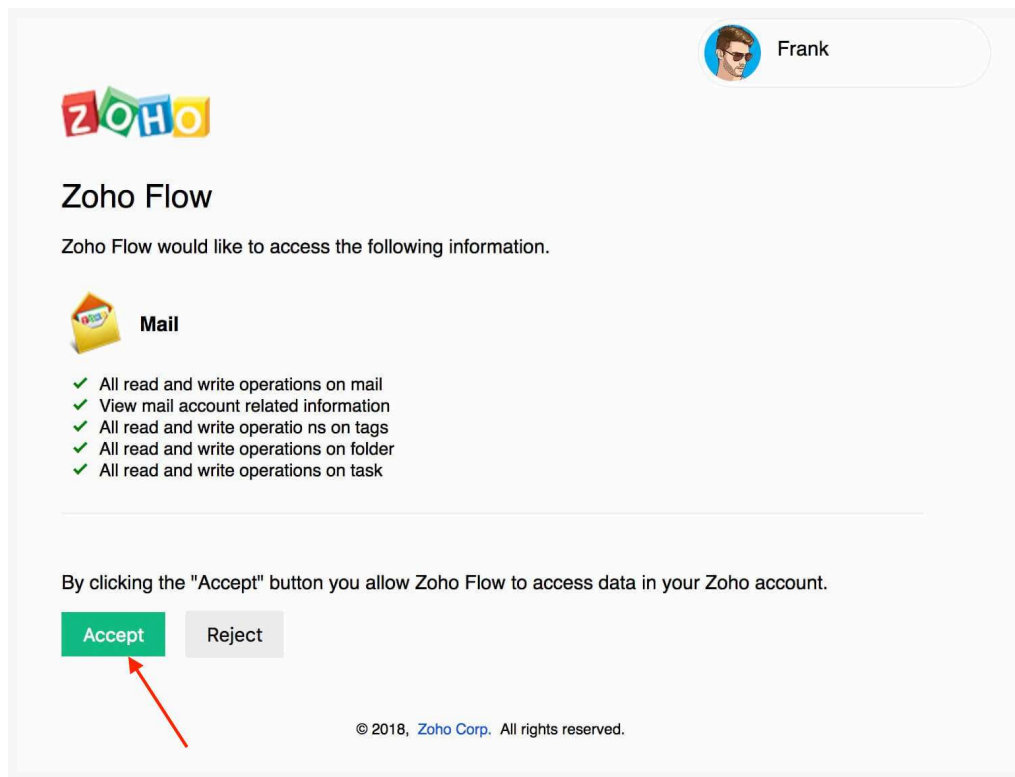 Frank
ZOHO
Zoho Flow
Zoho Flow would like to access the following information.
Mail
All read and write operations on mail
View mail account related information
All read and write operatio ns on tags
All read and write operations on folder
All read and write operations on task
By clicking the "Accept" button you allow Zoho Flow to access data in your Zoho account.
Accept Reject
© 2018, Zoho Corp. All rights reserved.